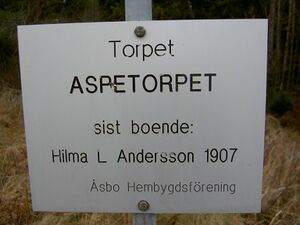 Torpet
ASPETORPET
sist boende:
Hilma L Andersson 1907
Åsbo Hembygdsförening